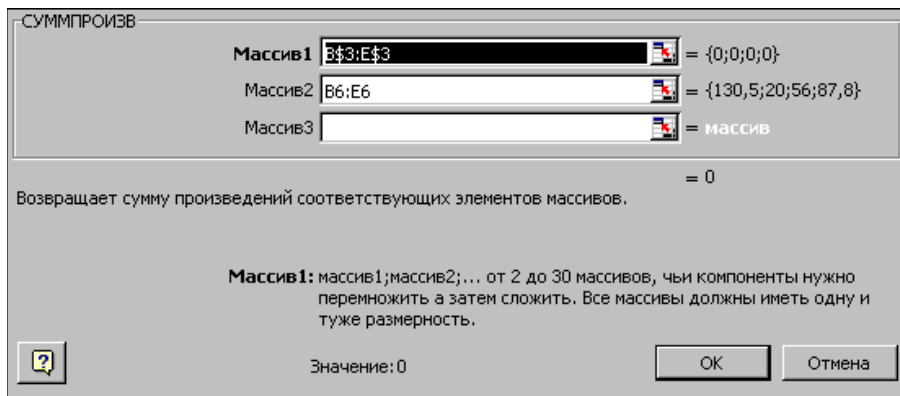 СУММПРОИЗВ
Массив1 B$3:E$3 = {0;0;0;0}
Массив2 B6:E6 = {130,5;20;56;87,8}
Массив3 = массив
= 0
Возвращает сумму произведений соответствующих элементов массивов.
Массив1: массив1;массив2;... от 2 до 30 массивов, чьи компоненты нужно
перемножить а затем сложить. Все массивы должны иметь одну и
туже размерность.
Значение:0 OK Отмена